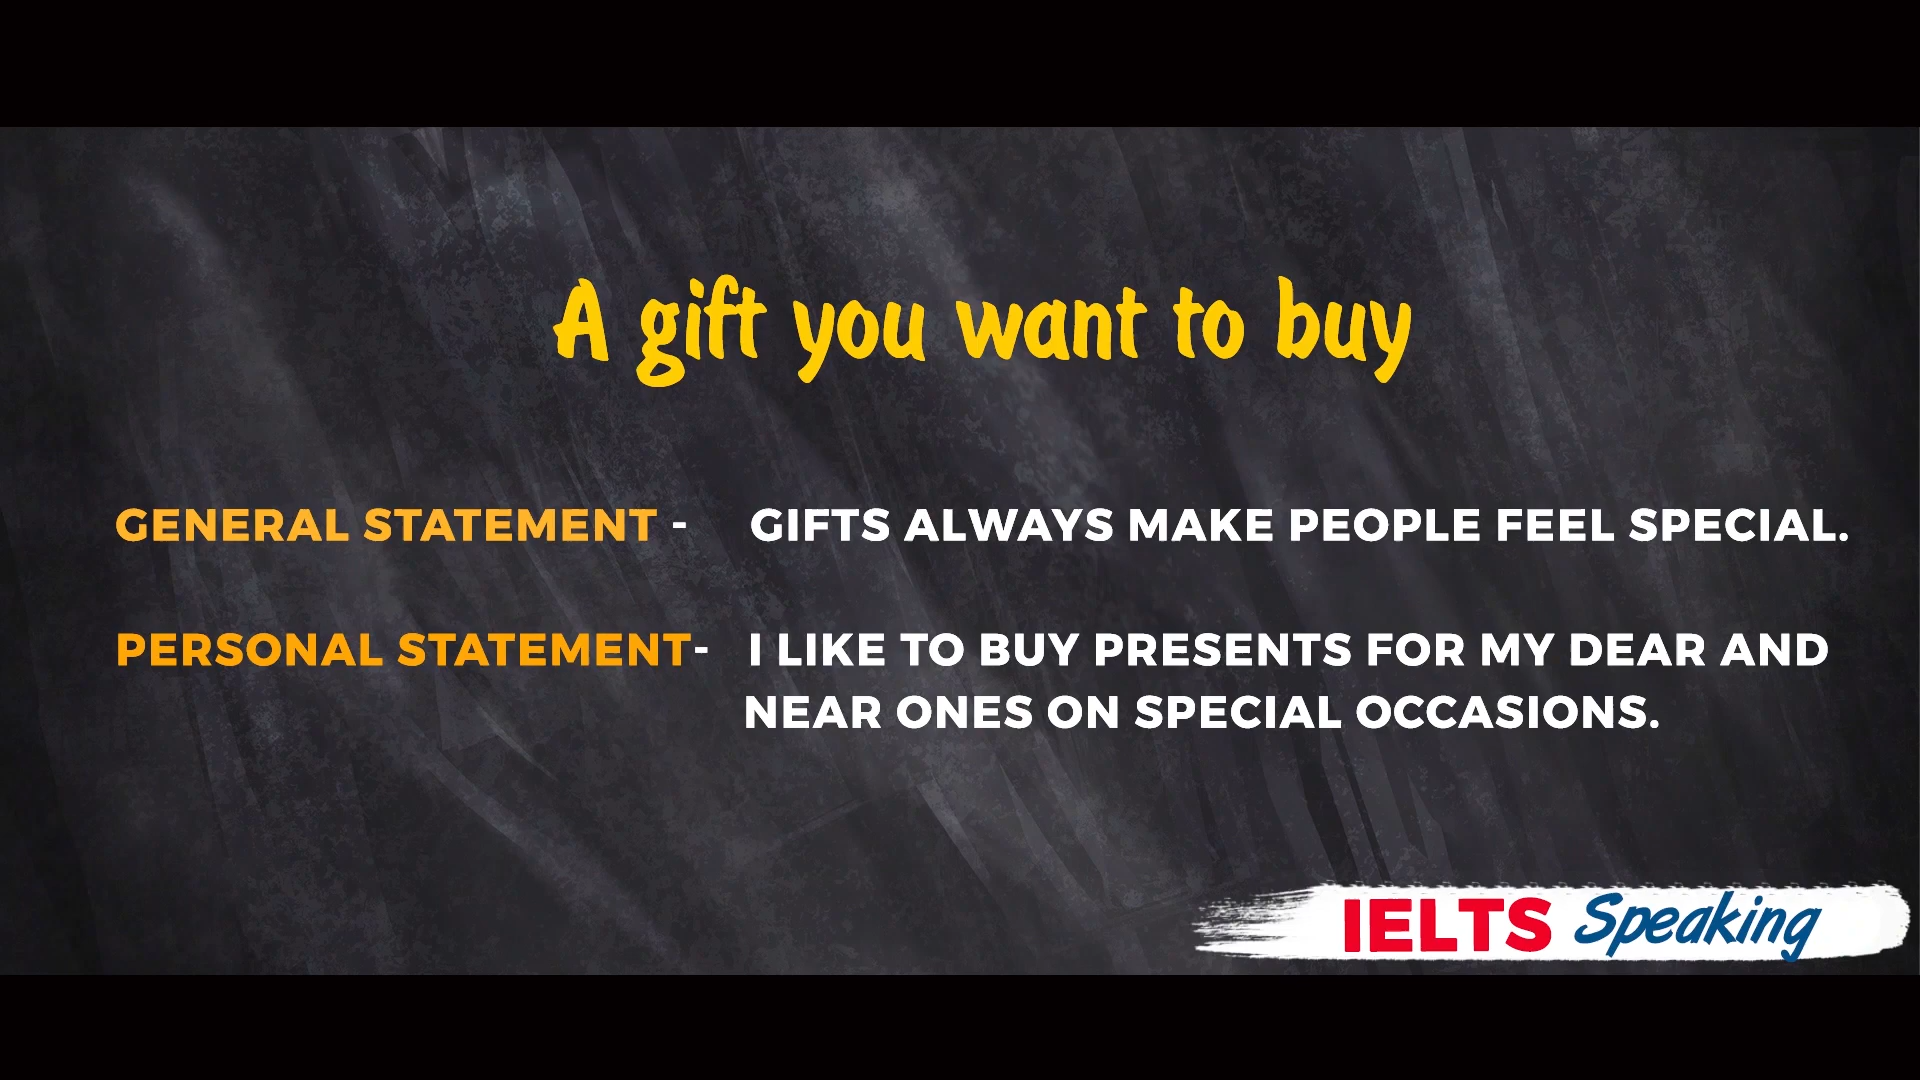 A gift you want to buy
GENERAL STATEMENT - GIFTS ALWAYS MAKE PEOPLE FEEL SPECIAL.
PERSONAL STATEMENT- I LIKE TO BUY PRESENTS FOR MY DEAR AND
NEAR ONES ON SPECIAL OCCASIONS.
IELTS Speaking